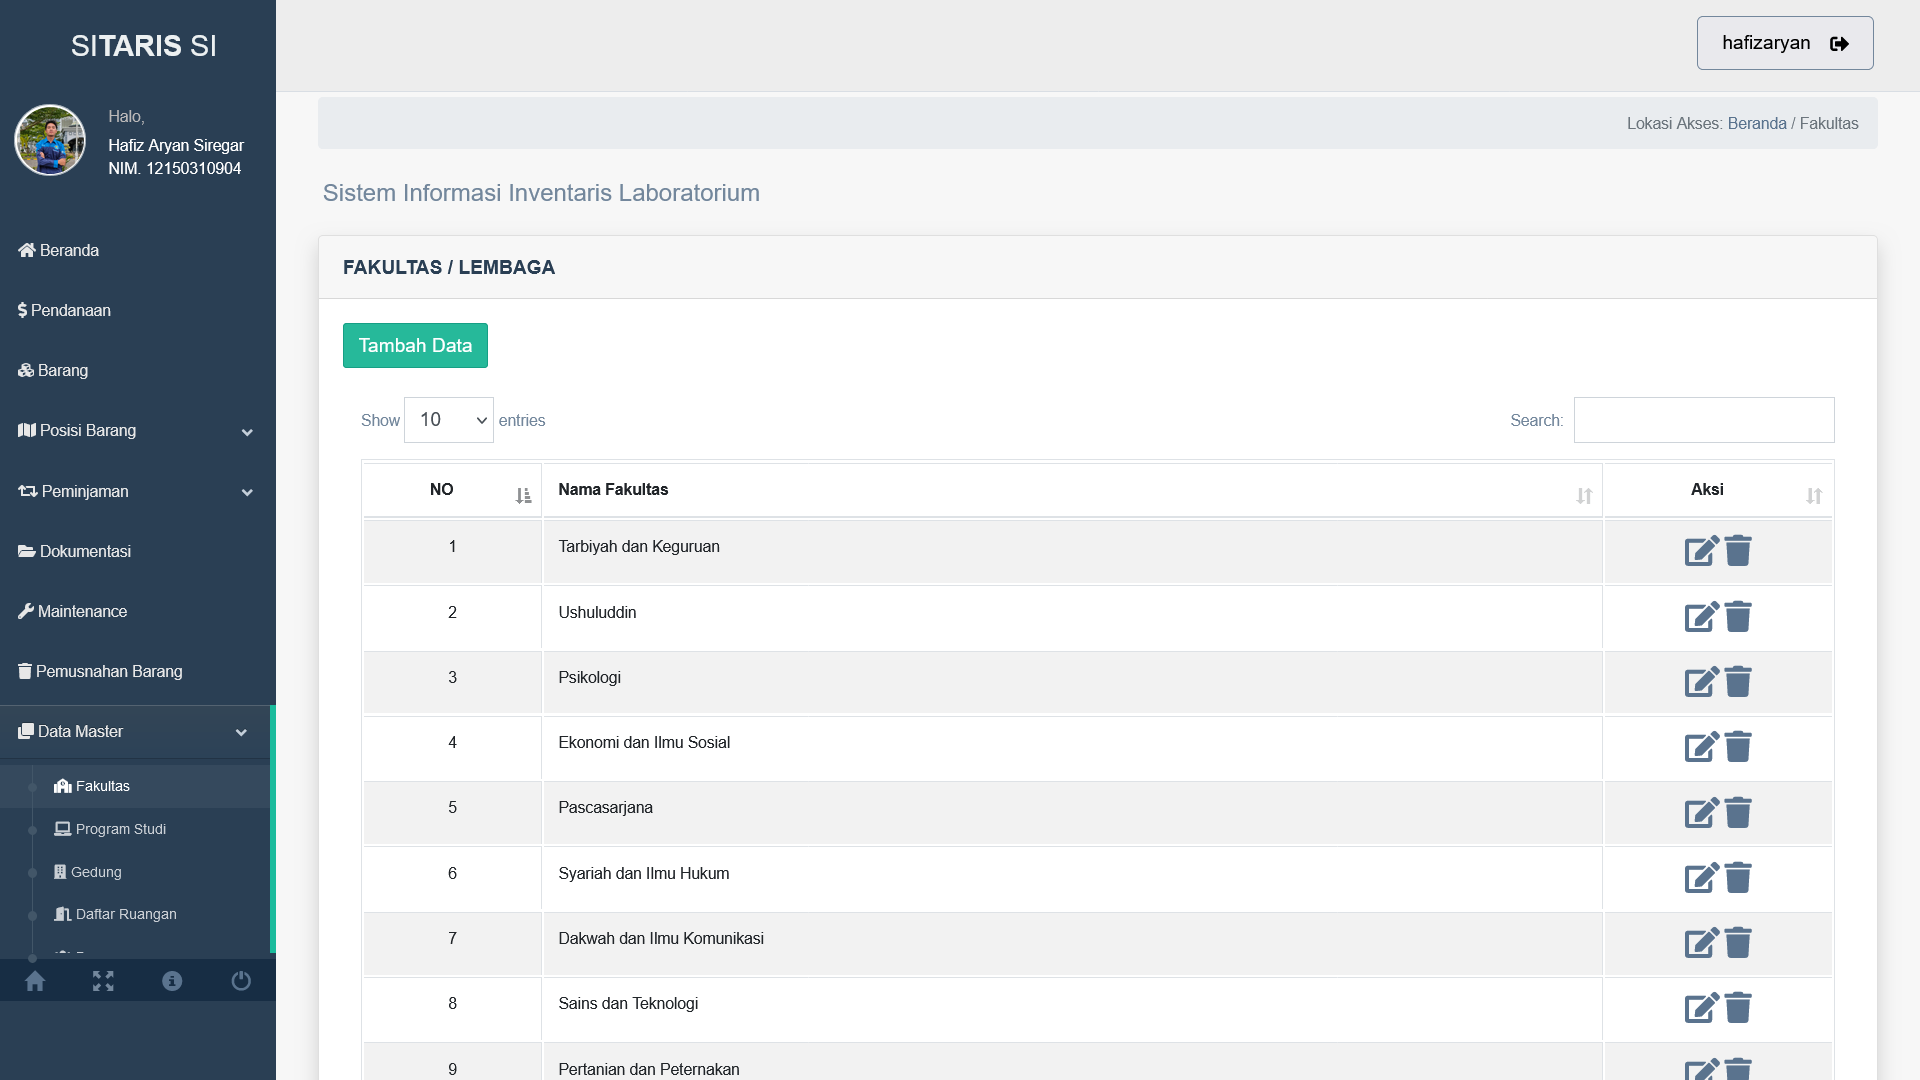 SITARIS SI
Halo,
Hafiz Aryan Siregar
NIM. 12150310904
Beranda
Pendanaan
Barang
Posisi Barang
Peminjaman
Dokumentasi
Maintenance
Pemusnahan Barang
Data Master
Fakultas
Program Studi
Gedung
Daftar Ruangan
hafizaryan
Lokasi Akses: Beranda / Fakultas
Sistem Informasi Inventaris Laboratorium
FAKULTAS / LEMBAGA
Tambah Data
Show 10 entries
Search:
NO Nama Fakultas Aksi
1 Tarbiyah dan Keguruan
2 Ushuluddin
3 Psikologi
4 Ekonomi dan Ilmu Sosial
5 Pascasarjana
6 Syariah dan Ilmu Hukum
7 Dakwah dan Ilmu Komunikasi
8 Sains dan Teknologi
9 Pertanian dan Peternakan